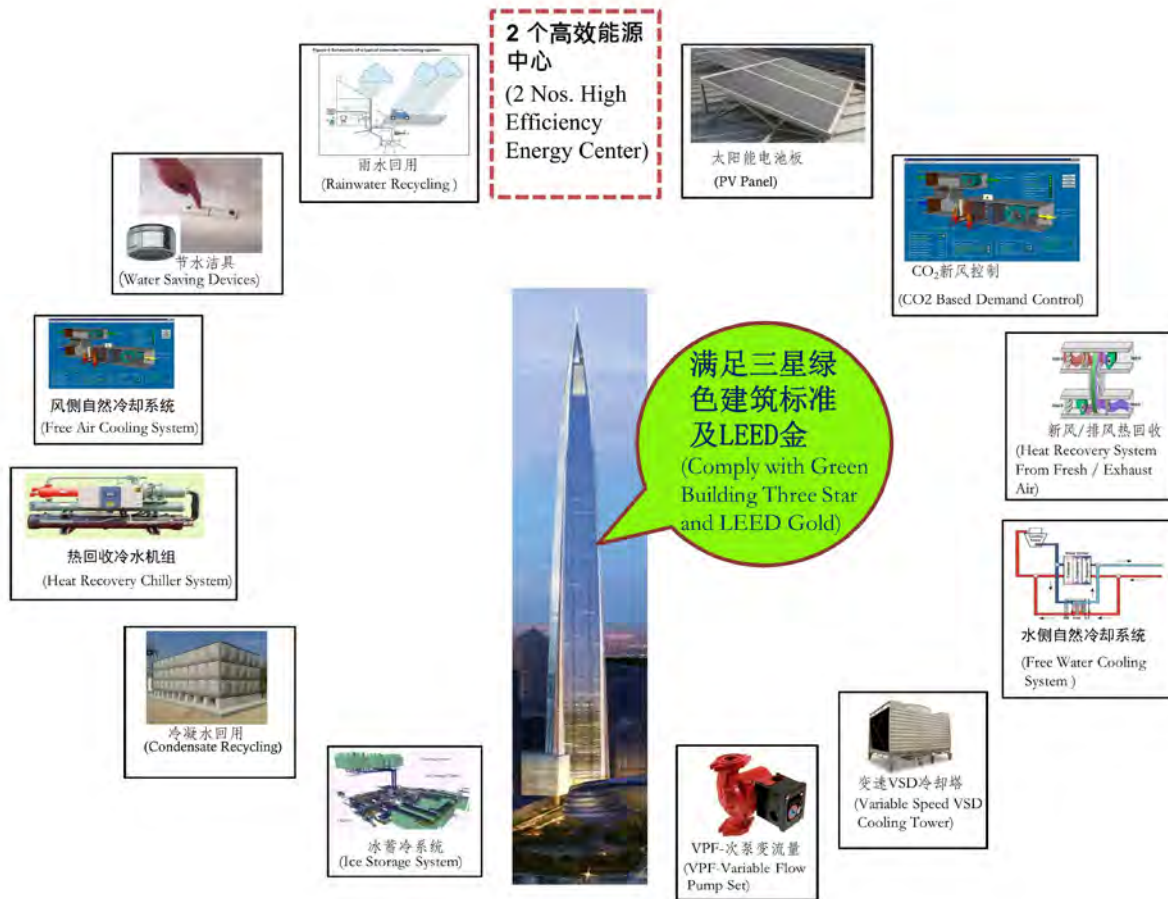 2 个高效能源
中心
(2 Nos. High
Efficiency
Energy Center)
雨水回用
(Rainwater Recycling )
太阳能电池板
(PV Panel)
节水洁具
(Water Saving Devices)
CO₂新风控制
(CO2 Based Demand Control)
风侧自然冷却系统
(Free Air Cooling System)
满足三星绿
色建筑标准
及LEED金
(Comply with Green
Building Three Star
and LEED Gold)
新风/排风热回收
(Heat Recovery System
From Fresh / Exhaust
Air)
热回收冷水机组
(Heat Recovery Chiller System)
水侧自然冷却系统
(Free Water Cooling
System )
冷凝水回用
(Condensate Recycling)
冰蓄冷系统
(Ice Storage System)
VPF-次泵变流量
(VPF-Variable Flow
Pump Set)
变速VSD冷却塔
(Variable Speed VSD
Cooling Tower)